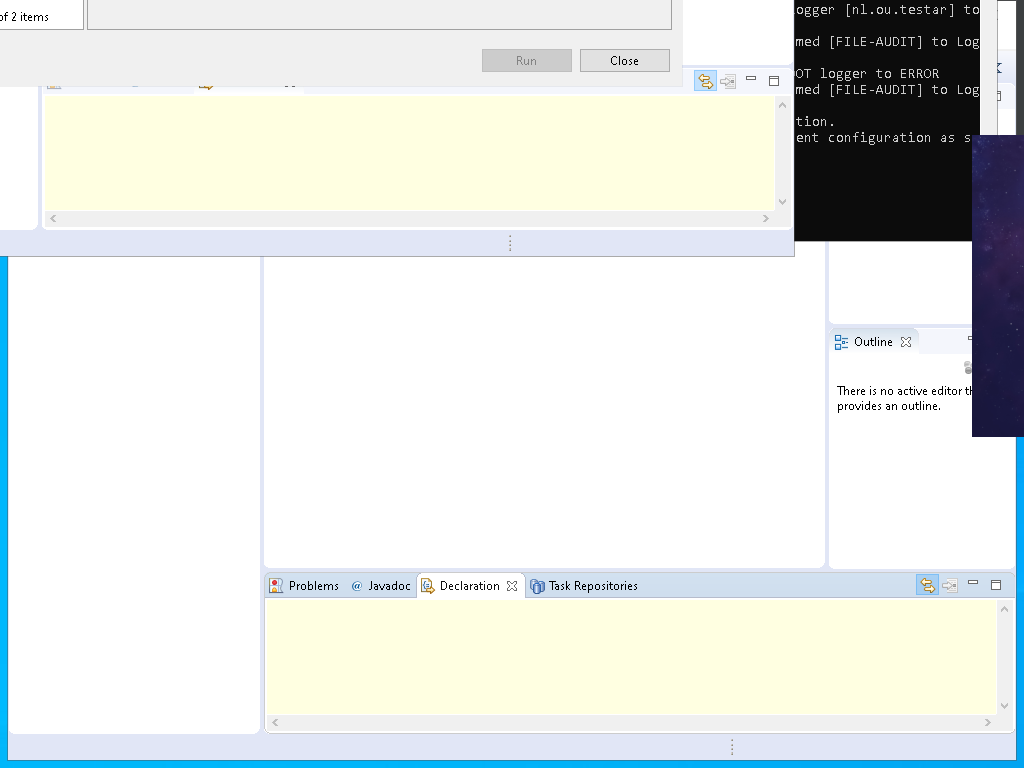 of 2 items
Run
Close
ogger [nl.ou.testar] to
med [FILE-AUDIT] to Log
OT logger to ERROR
med [FILE-AUDIT] to Log
tion.
ent configuration as s
Outline
There is no active editor th
provides an outline.
Problems
@ Javadoc
Declaration
Task Repositories